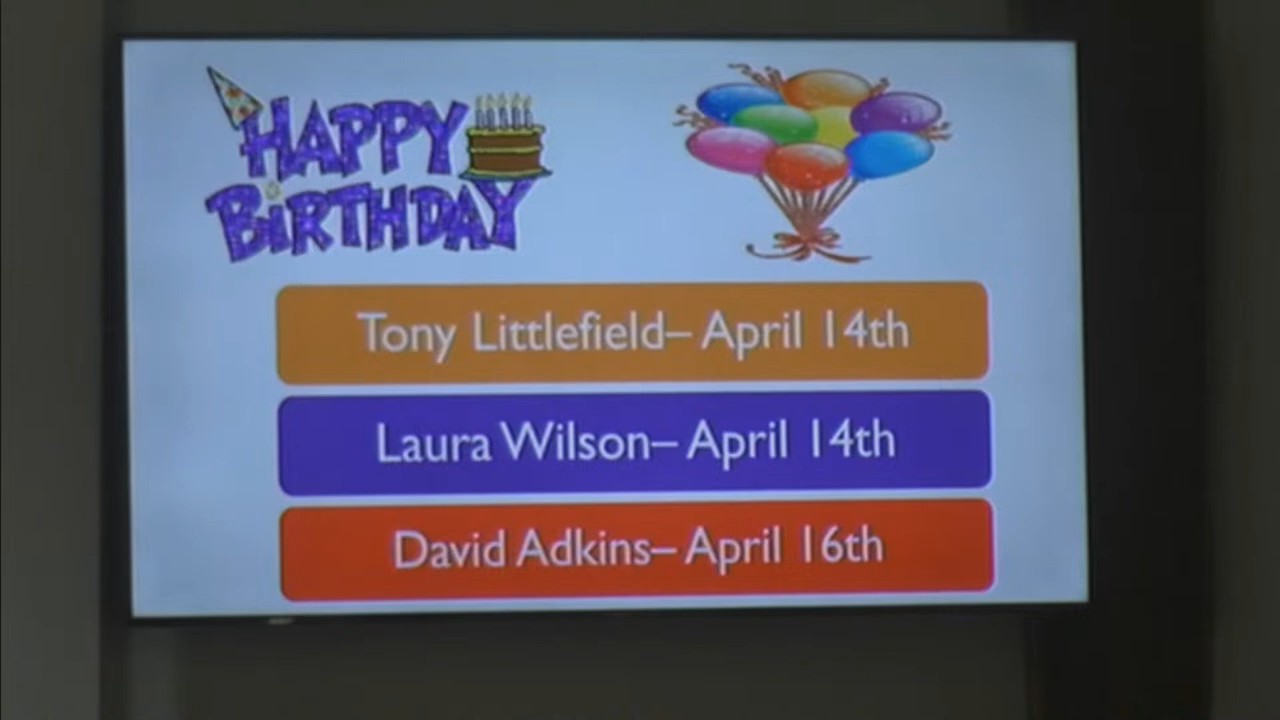 HAPPY
BIRTHDAY
Tony Littlefield– April 14th
Laura Wilson– April 14th
David Adkins– April 16th